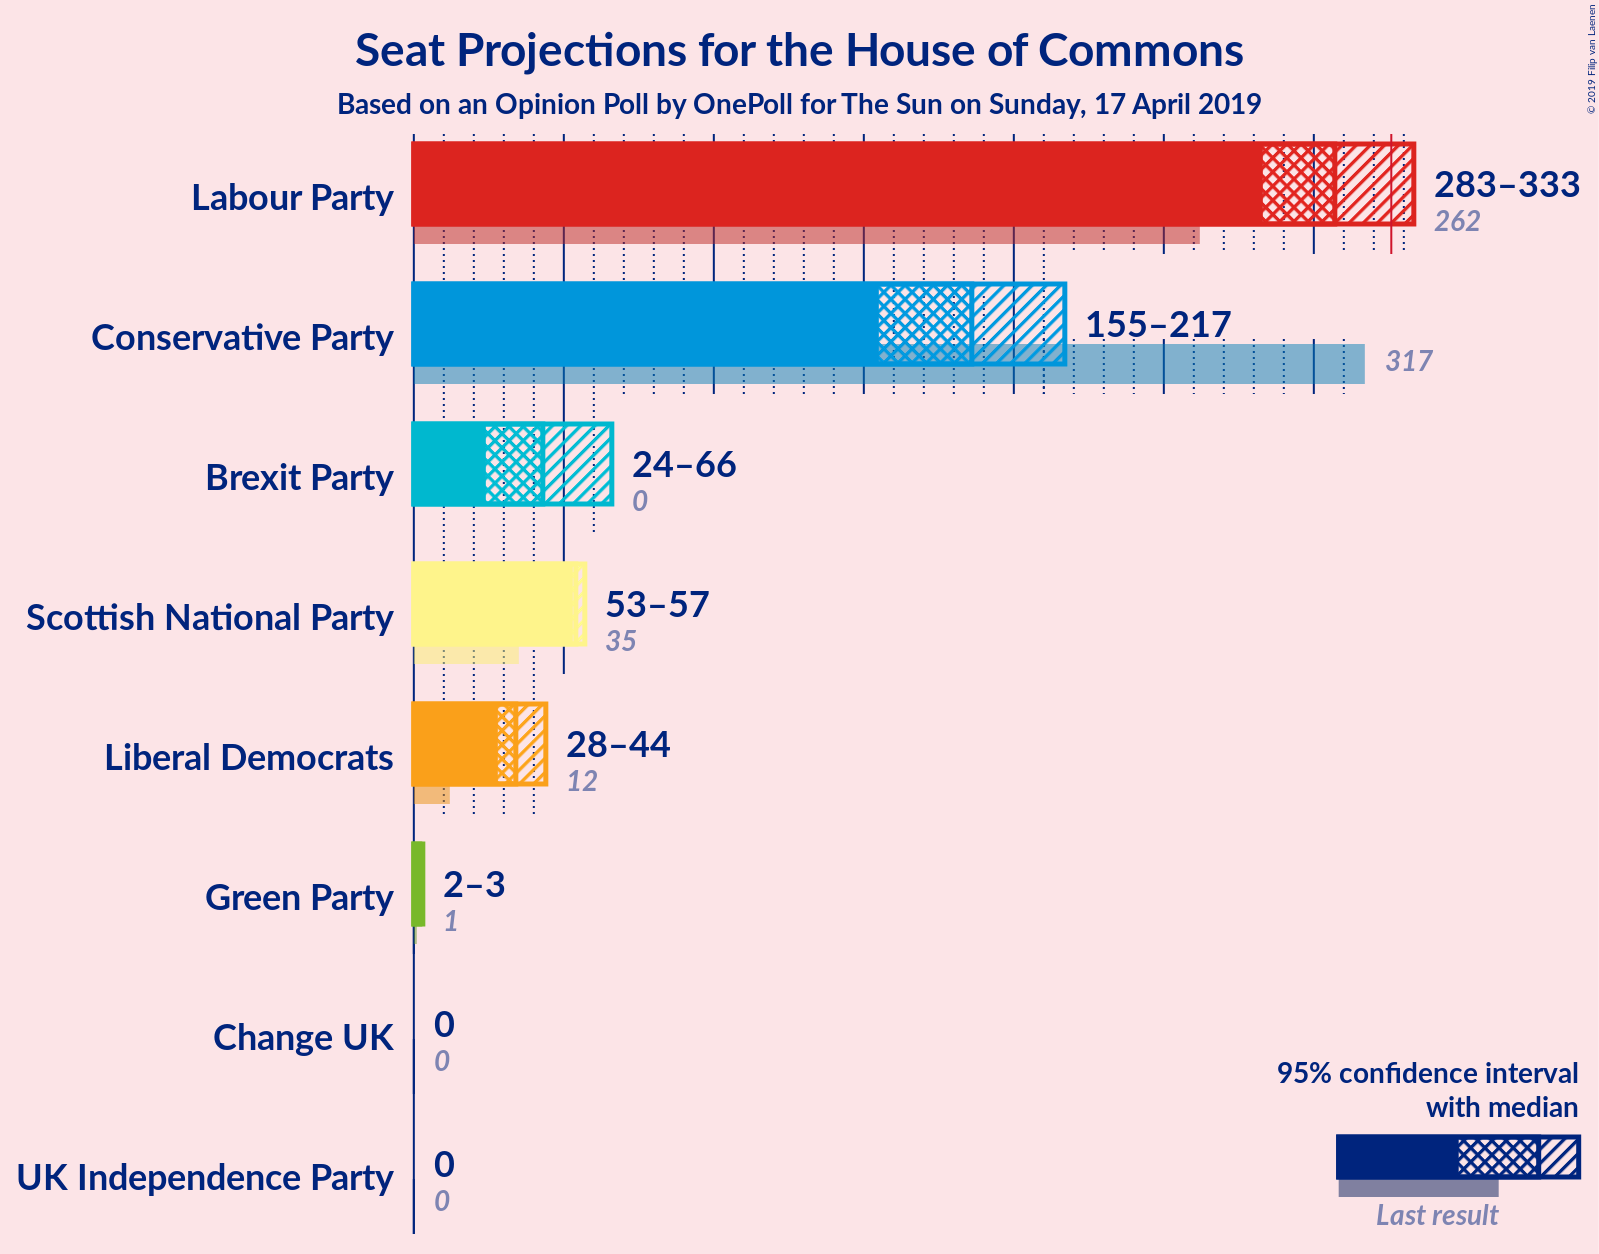 Seat Projections for the House of Commons
Based on an Opinion Poll by OnePoll for The Sun on Sunday, 17 April 2019
© 2019 Filip van Laenen
Labour Party
283–333
262
Conservative Party
155–217
317
Brexit Party
24–66
0
Scottish National Party
53–57
35
Liberal Democrats
28–44
12
Green Party
2–3
1
Change UK
0
0
UK Independence Party
0
0
95% confidence interval
with median
Last result